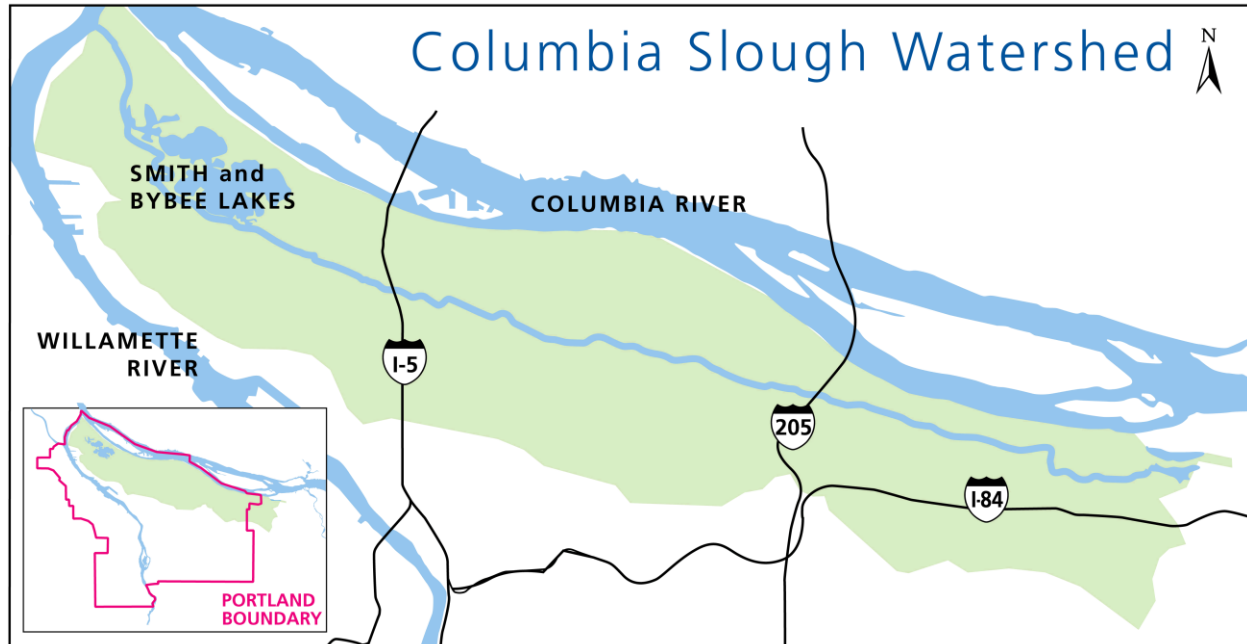 Columbia Slough Watershed
N
SMITH and
BYBEE LAKES
COLUMBIA RIVER
WILLAMETTE
RIVER
I-5
205
I-84
PORTLAND
BOUNDARY